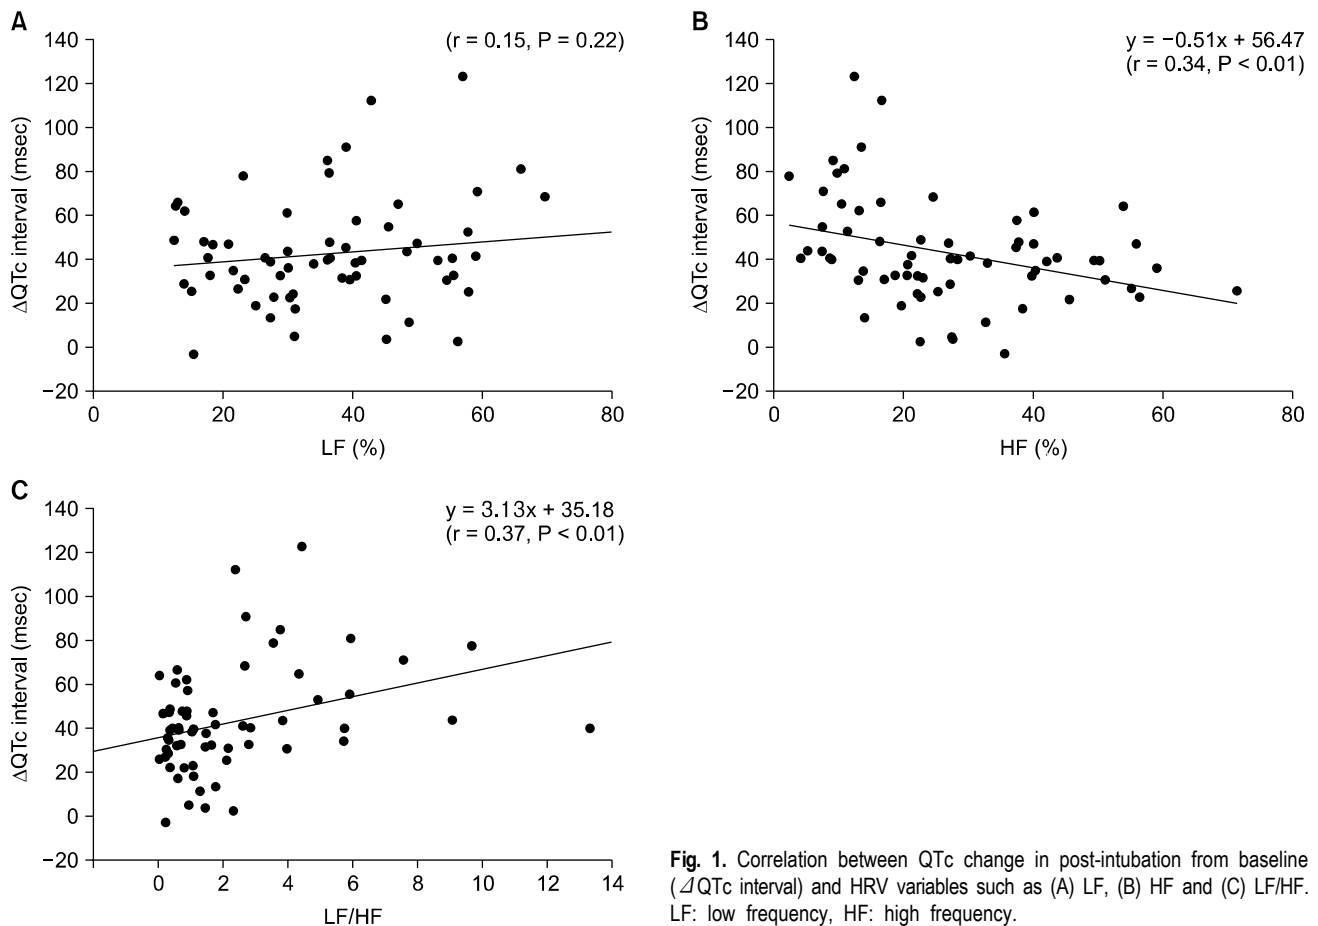 A
(r = 0.15, P = 0.22)
140
120
100
80
60
40
20
0
−20
ΔQTc interval (msec)
0 20 40 60 80
LF (%)
B
y = −0.51x + 56.47
(r = 0.34, P < 0.01)
140
120
100
80
60
40
20
0
−20
ΔQTc interval (msec)
0 20 40 60 80
HF (%)
C
y = 3.13x + 35.18
(r = 0.37, P < 0.01)
140
120
100
80
60
40
20
0
−20
ΔQTc interval (msec)
0 2 4 6 8 10 12 14
LF/HF
Fig. 1. Correlation between QTc change in post-intubation from baseline
(⊿QTc interval) and HRV variables such as (A) LF, (B) HF and (C) LF/HF.
LF: low frequency, HF: high frequency.